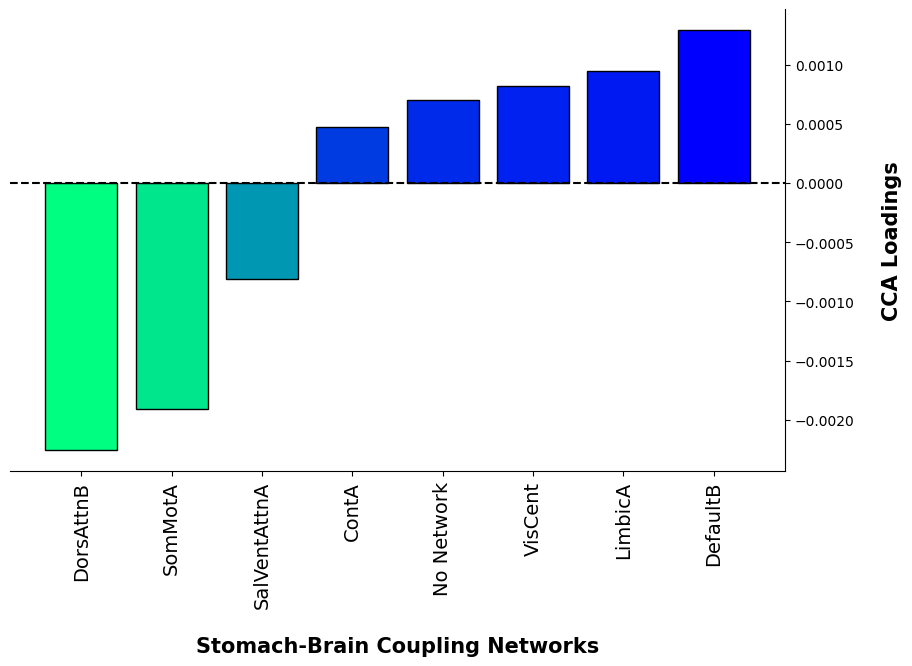 0.0010
0.0005
0.0000
−0.0005
−0.0010
−0.0015
−0.0020
CCA Loadings
DorsAttnB
SomMotA
SalVentAttnA
ContA
No Network
VisCent
LimbicA
DefaultB
Stomach-Brain Coupling Networks